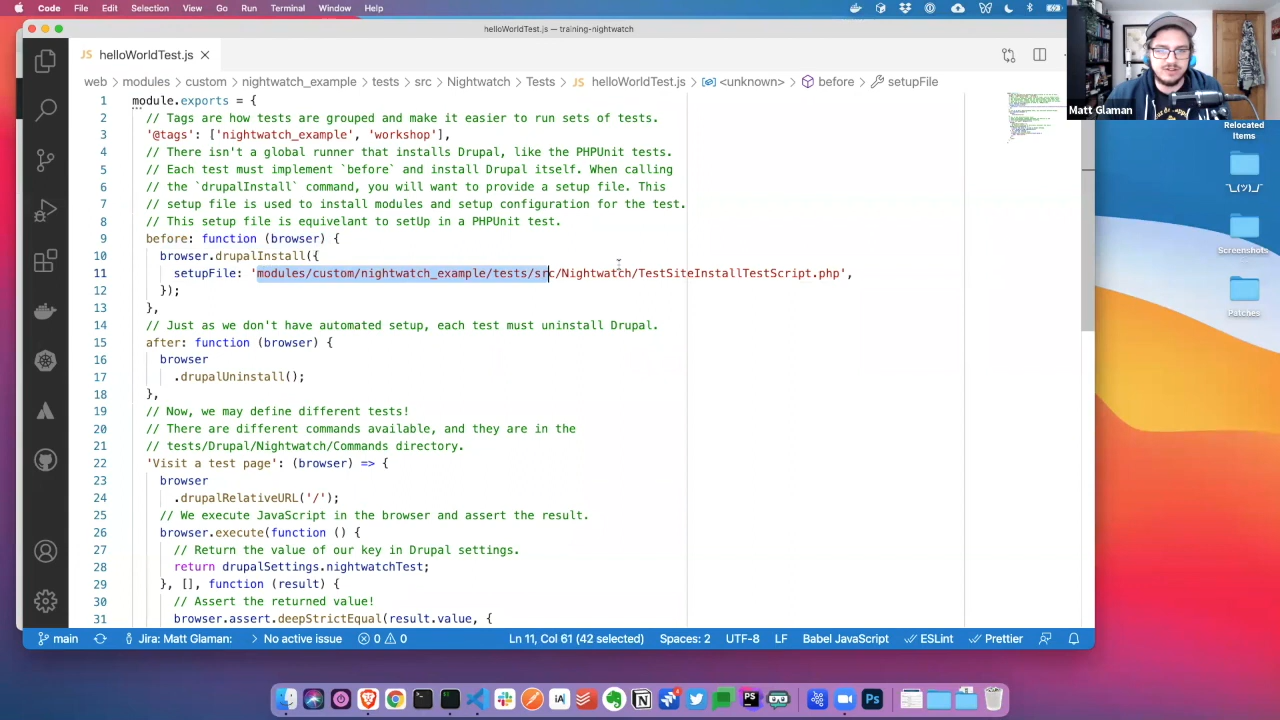 Code File Edit Selection View Go Run Terminal Window Help
helloWorldTest.js — training-nightwatch
JS helloWorldTest.js
web modules custom nightwatch_example tests src Nightwatch Tests JS helloWorldTest.js <unknown> before setupFile
1 module.exports = {
2 // Tags are how tests are grouped and make it easier to run sets of tests.
3 '@tags': ['nightwatch_example', 'workshop'],
4 // There isn't a global runner that installs Drupal, like the PHPUnit tests.
5 // Each test must implement `before` and install Drupal itself. When calling
6 // the `drupalInstall` command, you will want to provide a setup file. This
7 // setup file is used to install modules and setup configuration for the test.
8 // This setup file is equivelant to setUp in a PHPUnit test.
9 before: function (browser) {
10 browser.drupalInstall({
11 setupFile: 'modules/custom/nightwatch_example/tests/src/Nightwatch/TestSiteInstallTestScript.php',
12 });
13 },
14 // Just as we don't have automated setup, each test must uninstall Drupal.
15 after: function (browser) {
16 browser
17 .drupalUninstall();
18 },
19 // Now, we may define different tests!
20 // There are different commands available, and they are in the
21 // tests/Drupal/Nightwatch/Commands directory.
22 'Visit a test page': (browser) => {
23 browser
24 .drupalRelativeURL('/');
25 // We execute JavaScript in the browser and assert the result.
26 browser.execute(function () {
27 // Return the value of our key in Drupal settings.
28 return drupalSettings.nightwatchTest;
29 }, [], function (result) {
30 // Assert the returned value!
31 browser.assert.deepStrictEqual(result.value, {
main Jira: Matt Glaman: No active issue 0 0 Ln 11, Col 61 (42 selected) Spaces: 2 UTF-8 LF Babel JavaScript ESLint Prettier
Matt Glaman
Relocated
Items
¯\_(ツ)_/¯
Screenshots
Patches
iA
PS
Ps